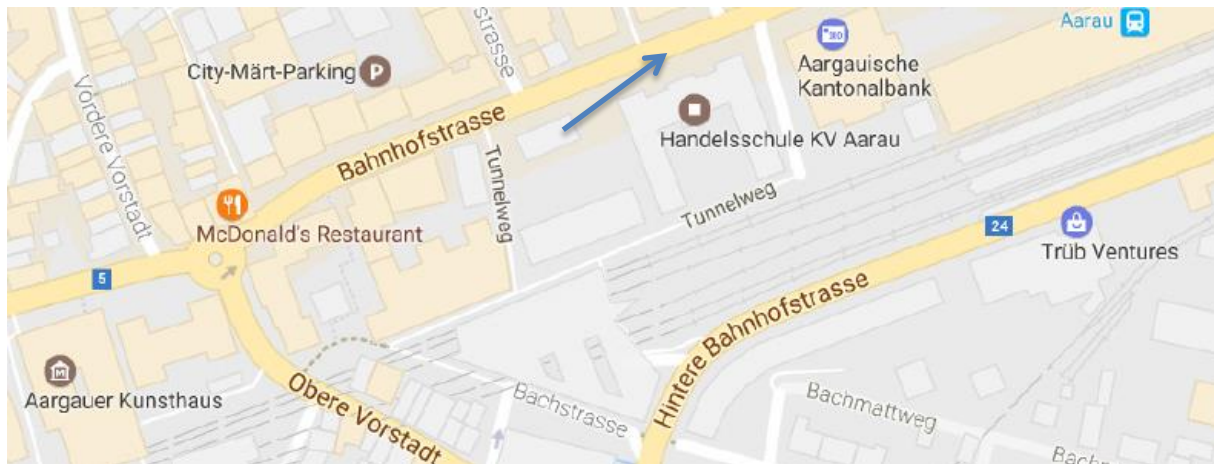 strasse
Aarau
City-Märt-Parking
P
Aargauische
Kantonalbank
Vordere Vorstadt
Bahnhofstrasse
Handelsschule KV Aarau
Tunnelweg
Tunnelweg
McDonald's Restaurant
24
Trüb Ventures
5
Hintere Bahnhofstrasse
M
Aargauer Kunsthaus
Obere Vorstadt
Bachstrasse
Bachmattweg